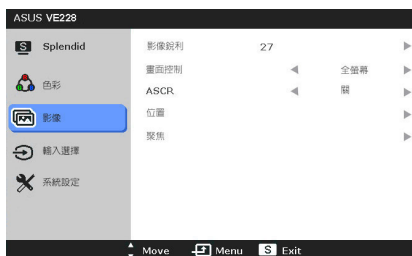 ASUS VE228
S Splendid
色彩
影像
輸入選擇
系統設定
影像銳利 27
畫面控制 全螢幕
ASCR 關
位置
聚焦
Move Menu S Exit